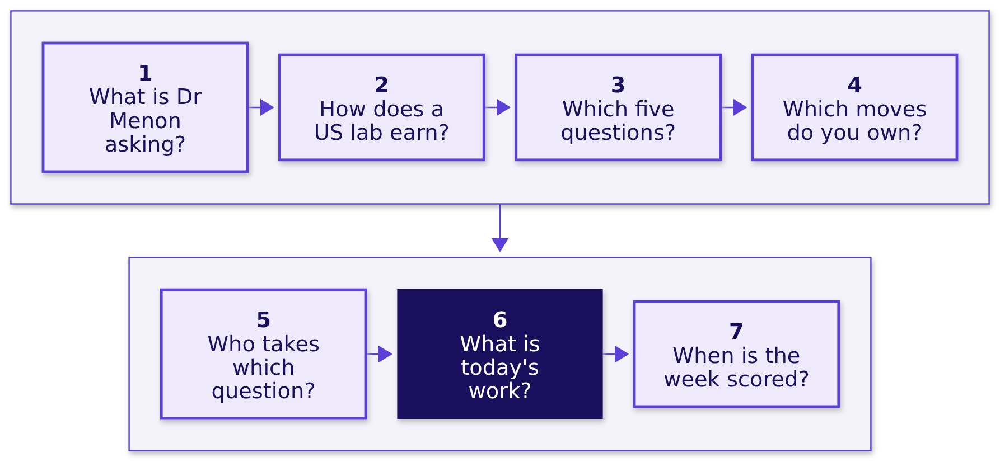 1
What is Dr
Menon
asking?
2
How does a
US lab earn?
3
Which five
questions?
4
Which moves
do you own?
5
Who takes
which
question?
6
What is
today's
work?
7
When is the
week scored?